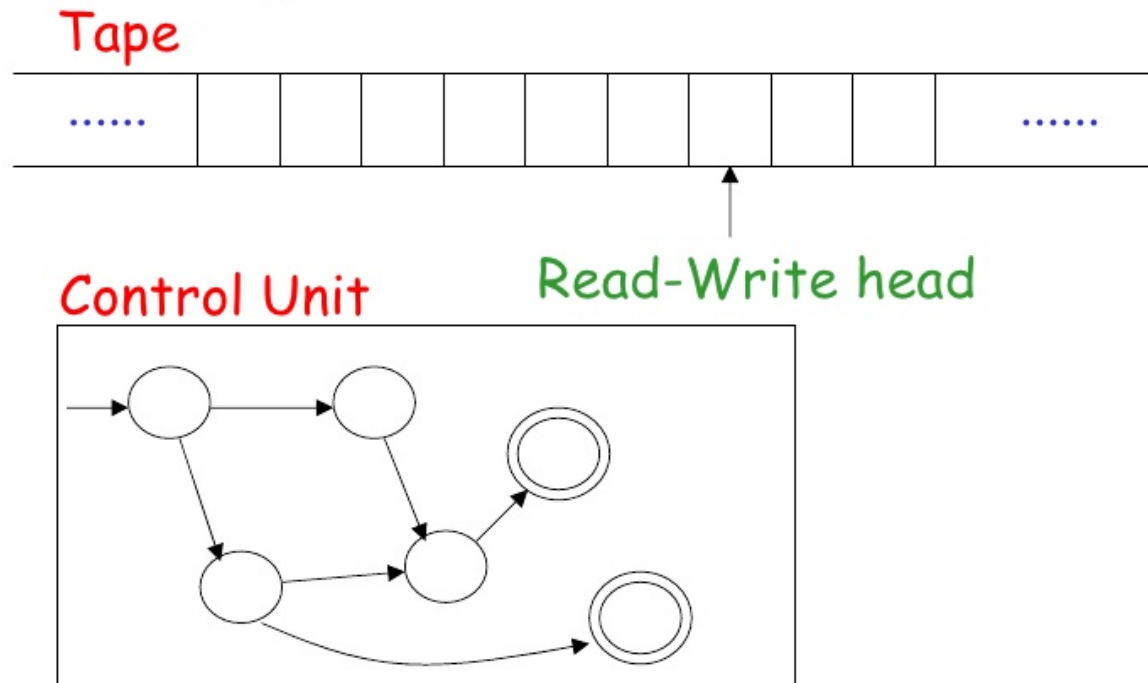 Tape
...... ......
Read-Write head
Control Unit